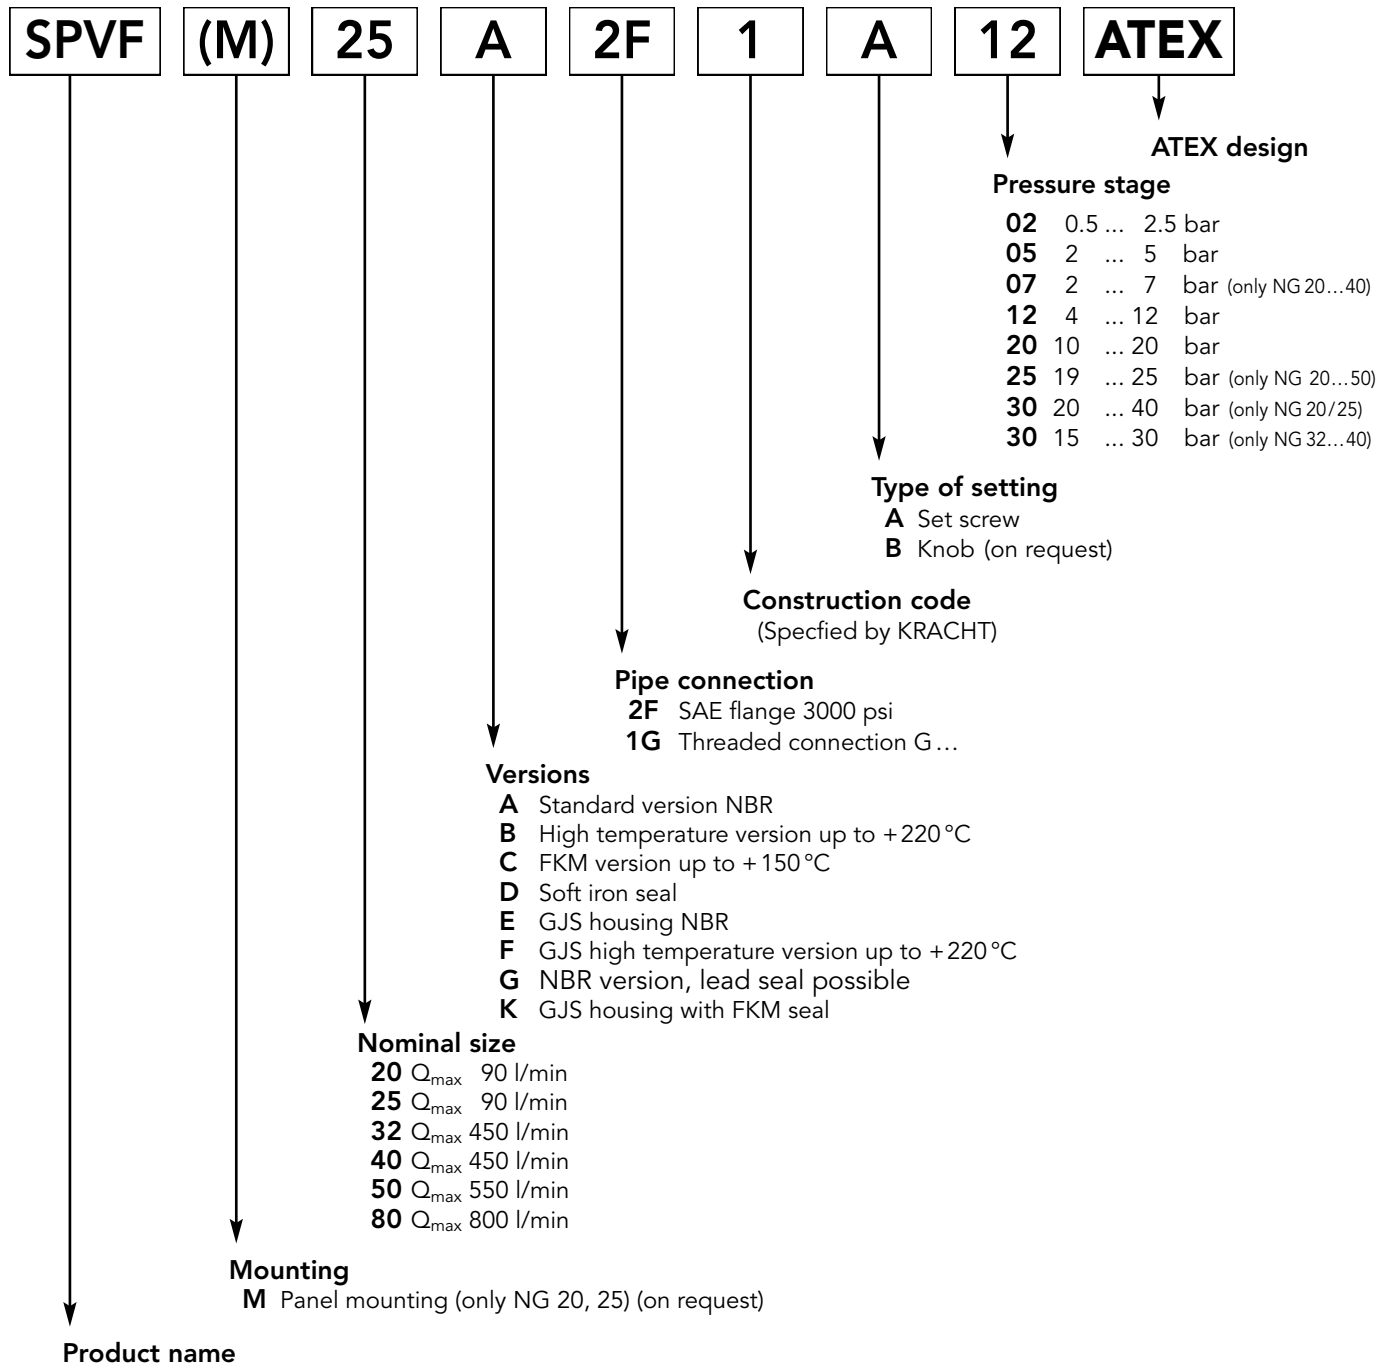 SPVF (M) 25 A 2F 1 A 12 ATEX
ATEX design
Pressure stage
02 0.5 ... 2.5 bar
05 2 ... 5 bar
07 2 ... 7 bar (only NG 20...40)
12 4 ... 12 bar
20 10 ... 20 bar
25 19 ... 25 bar (only NG 20...50)
30 20 ... 40 bar (only NG 20/25)
30 15 ... 30 bar (only NG 32...40)
Type of setting
A Set screw
B Knob (on request)
Construction code
(Specfied by KRACHT)
Pipe connection
2F SAE flange 3000 psi
1G Threaded connection G...
Versions
A Standard version NBR
B High temperature version up to +220 °C
C FKM version up to +150 °C
D Soft iron seal
E GJS housing NBR
F GJS high temperature version up to +220 °C
G NBR version, lead seal possible
K GJS housing with FKM seal
Nominal size
20 Qmax 90 l/min
25 Qmax 90 l/min
32 Qmax 450 l/min
40 Qmax 450 l/min
50 Qmax 550 l/min
80 Qmax 800 l/min
Mounting
M Panel mounting (only NG 20, 25) (on request)
Product name